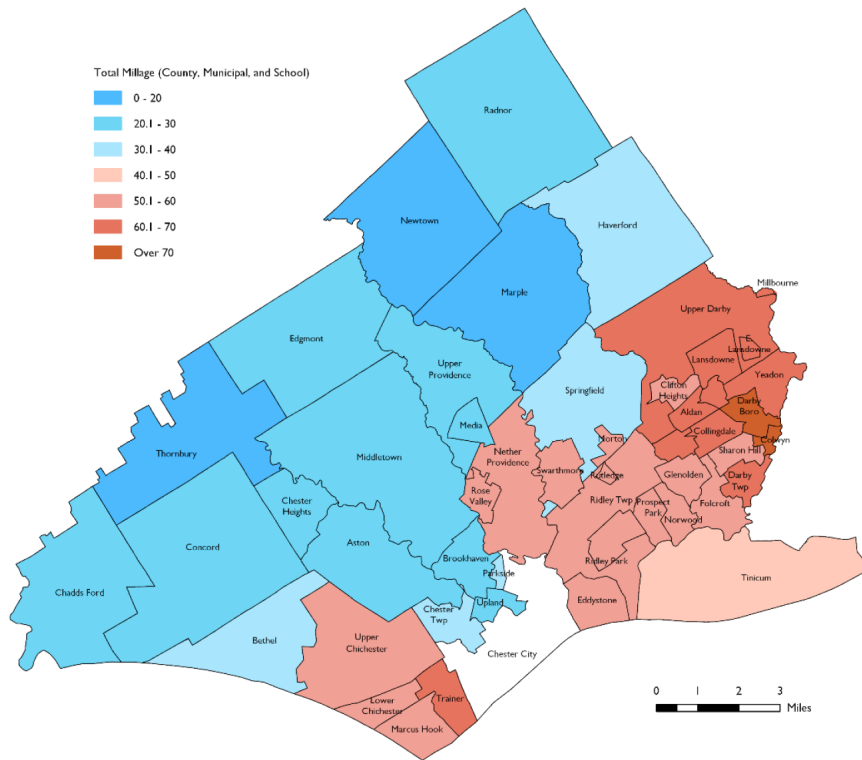 Total Millage (County, Municipal, and School)
0 - 20
20.1 - 30
30.1 - 40
40.1 - 50
50.1 - 60
60.1 - 70
Over 70
Radnor
Newtown
Haverford
Marple
Millbourne
Upper Darby
Edgmont
E.
Lansdowne
Lansdowne
Upper
Providence
Yeadon
Clifton
Heights
Springfield
Darby
Boro
Aldan
Media
Collingdale
Colwyn
Morton
Thornbury
Middletown
Nether
Providence
Sharon Hill
Swarthmore
Rutledge
Glenolden
Darby
Twp
Rose
Valley
Ridley Twp
Prospect
Park
Folcroft
Chester
Heights
Norwood
Aston
Concord
Brookhaven
Ridley Park
Chadds Ford
Parkside
Tinicum
Upland
Eddystone
Chester
Twp
Bethel
Upper
Chichester
Chester City
Trainer
Lower
Chichester
Marcus Hook
0 1 2 3
Miles